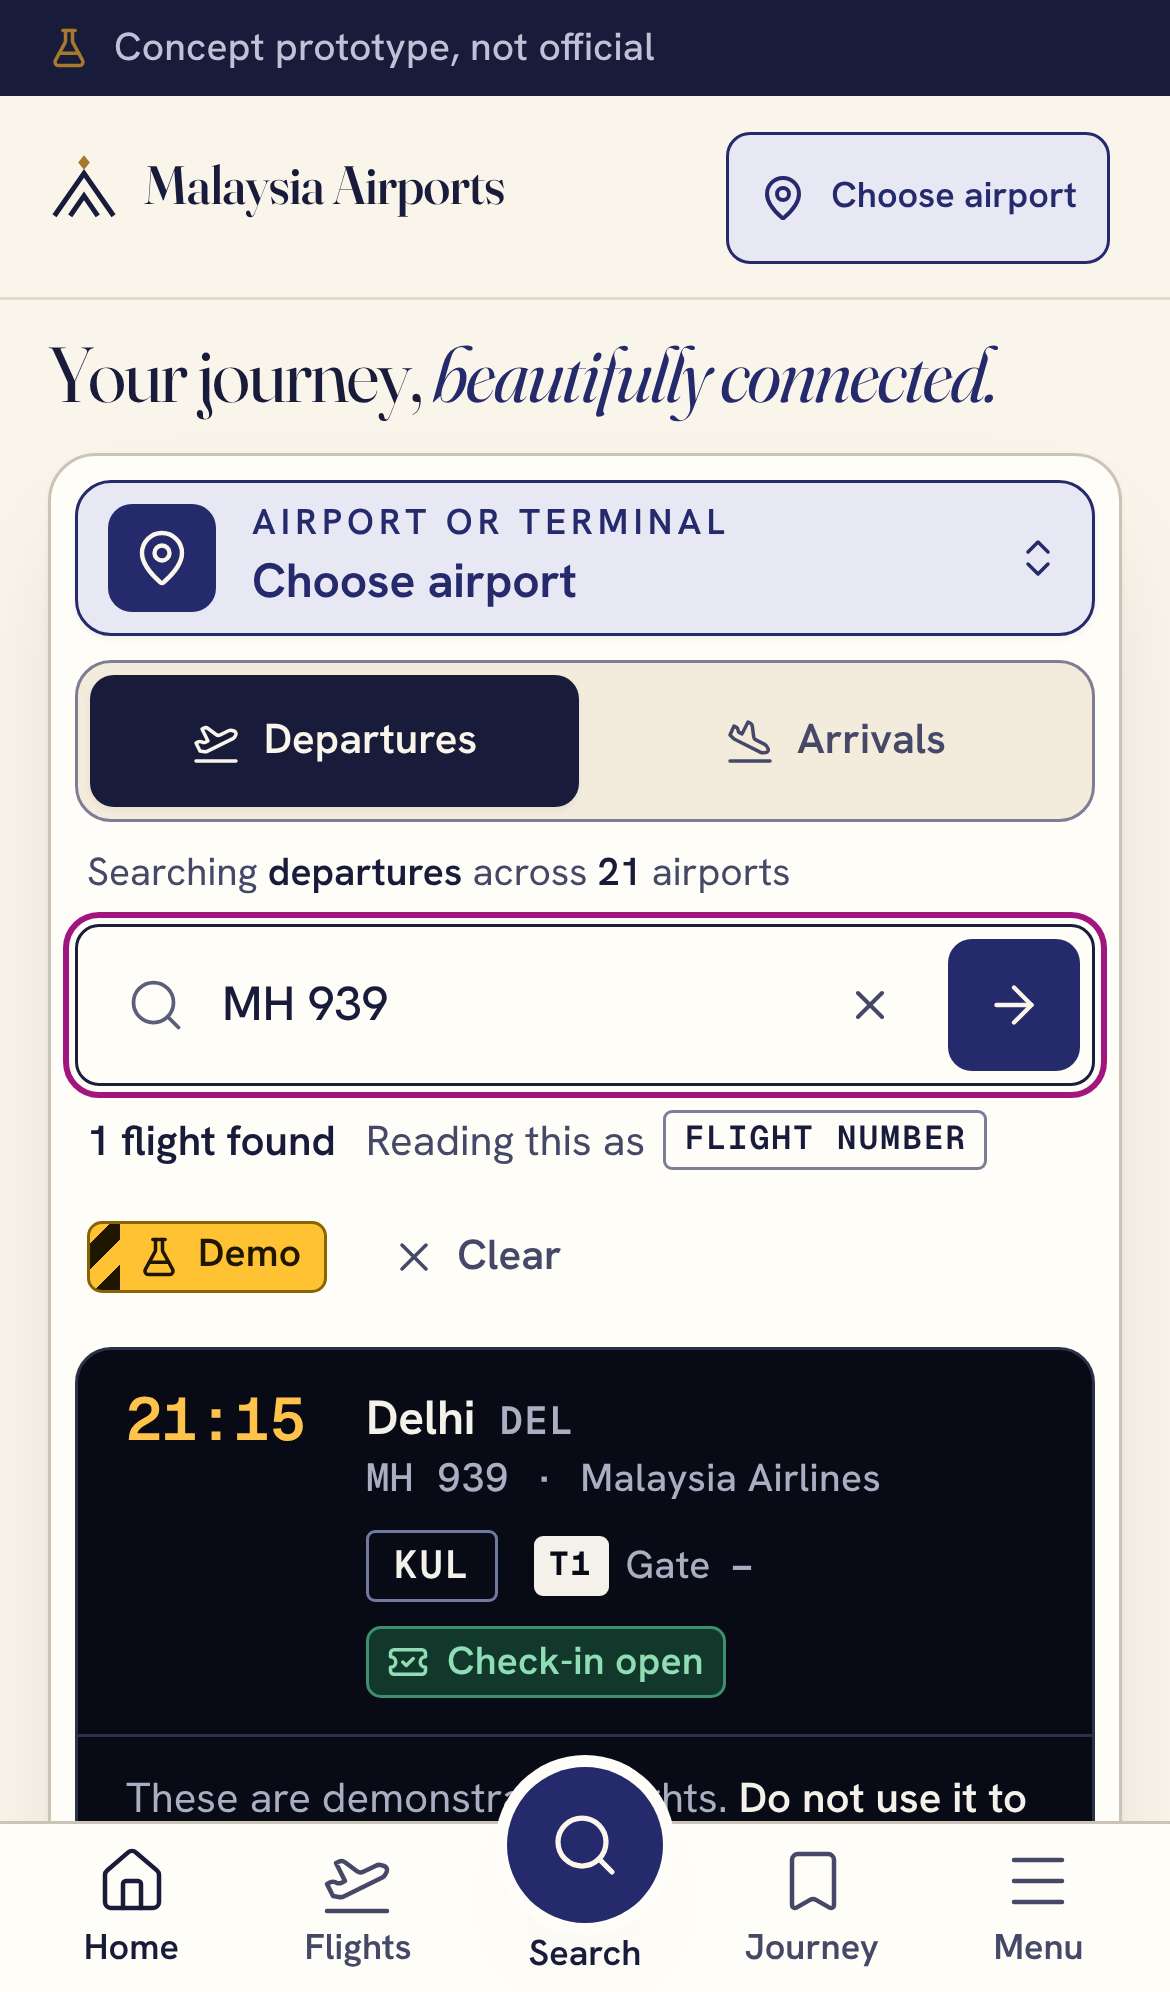 Concept prototype, not official
Malaysia Airports
Choose airport
Your journey, beautifully connected.
AIRPORT OR TERMINAL
Choose airport
Departures
Arrivals
Searching departures across 21 airports
MH 939
1 flight found Reading this as FLIGHT NUMBER
Demo
Clear
21:15 Delhi DEL
MH 939 · Malaysia Airlines
KUL T1 Gate –
Check-in open
These are hts. Do not use it to
Home
Flights
Search
Journey
Menu